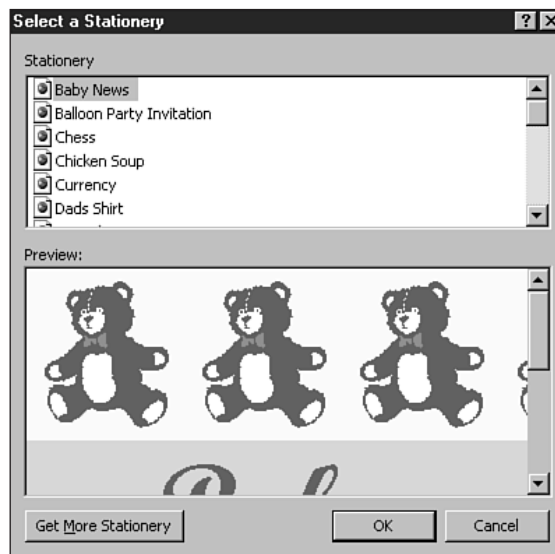 Select a Stationery
Stationery
Baby News
Balloon Party Invitation
Chess
Chicken Soup
Currency
Dads Shirt
Preview:
Get More Stationery
OK
Cancel